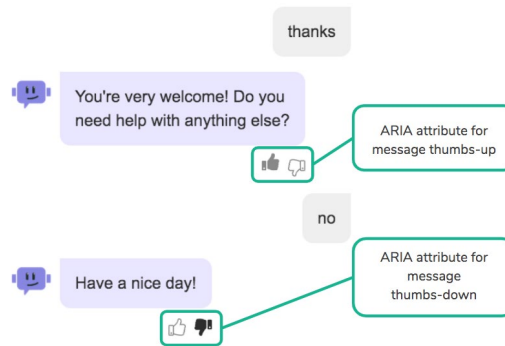 thanks
You're very welcome! Do you
need help with anything else?
ARIA attribute for
message thumbs-up
no
ARIA attribute for
message
thumbs-down
Have a nice day!